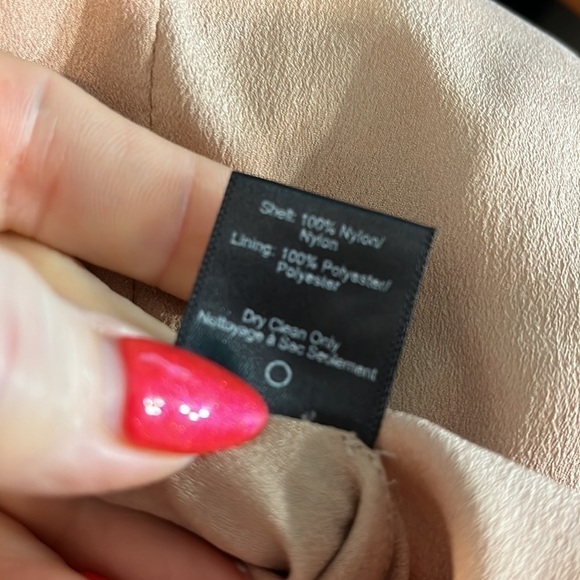 Shell: 100% Nylon/
Nylon
Lining: 100% Polyester/
Polyester
Dry Clean Only
Nettoyage à Sec Seulement